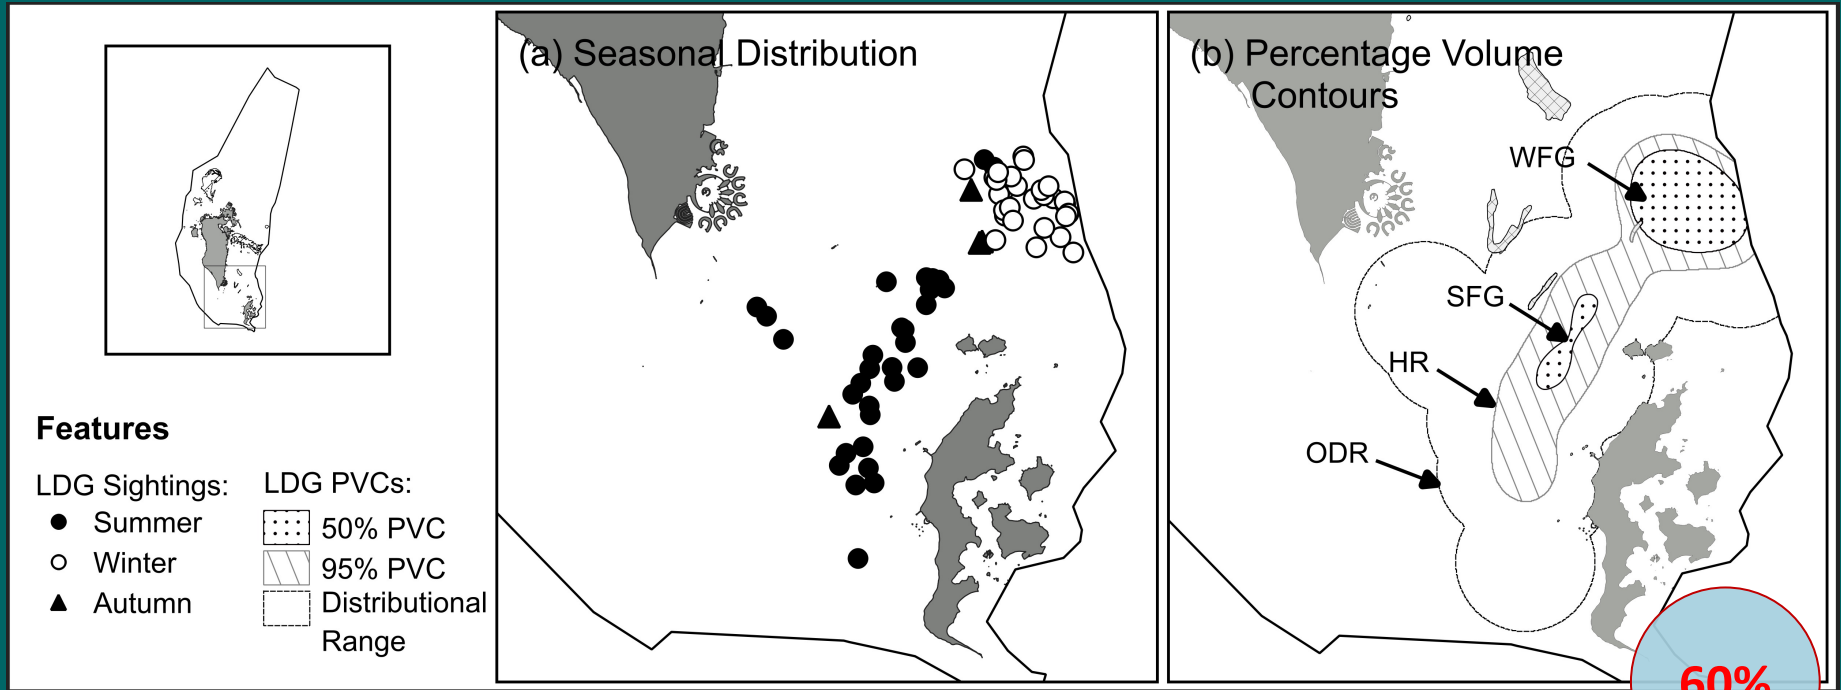 Features
LDG Sightings:
Summer
Winter
Autumn
LDG PVCs:
50% PVC
95% PVC
Distributional
Range
(a) Seasonal Distribution
(b) Percentage Volume
Contours
WFG
SFG
HR
ODR
60%